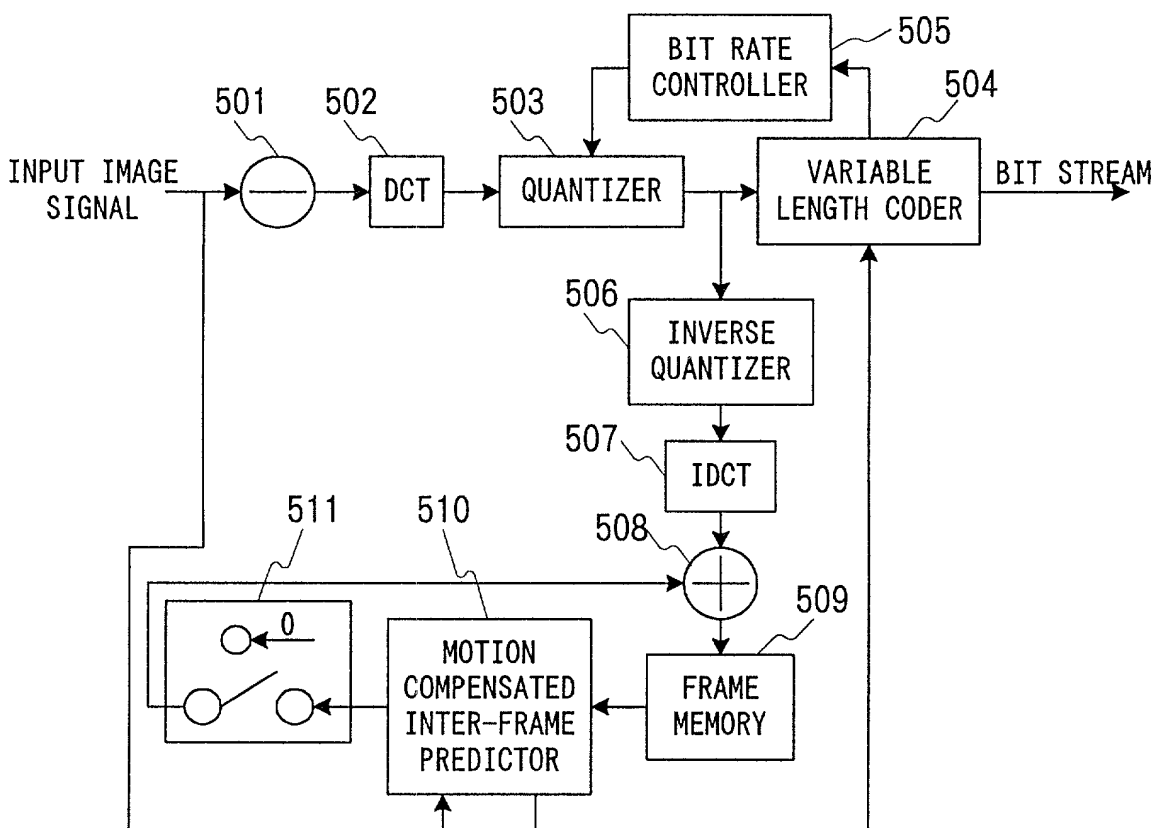 505
BIT RATE
CONTROLLER
501
502
503
504
INPUT IMAGE
SIGNAL
DCT
QUANTIZER
VARIABLE
LENGTH CODER
BIT STREAM
506
INVERSE
QUANTIZER
507
IDCT
511
510
508
509
0
MOTION
COMPENSATED
INTER-FRAME
PREDICTOR
FRAME
MEMORY